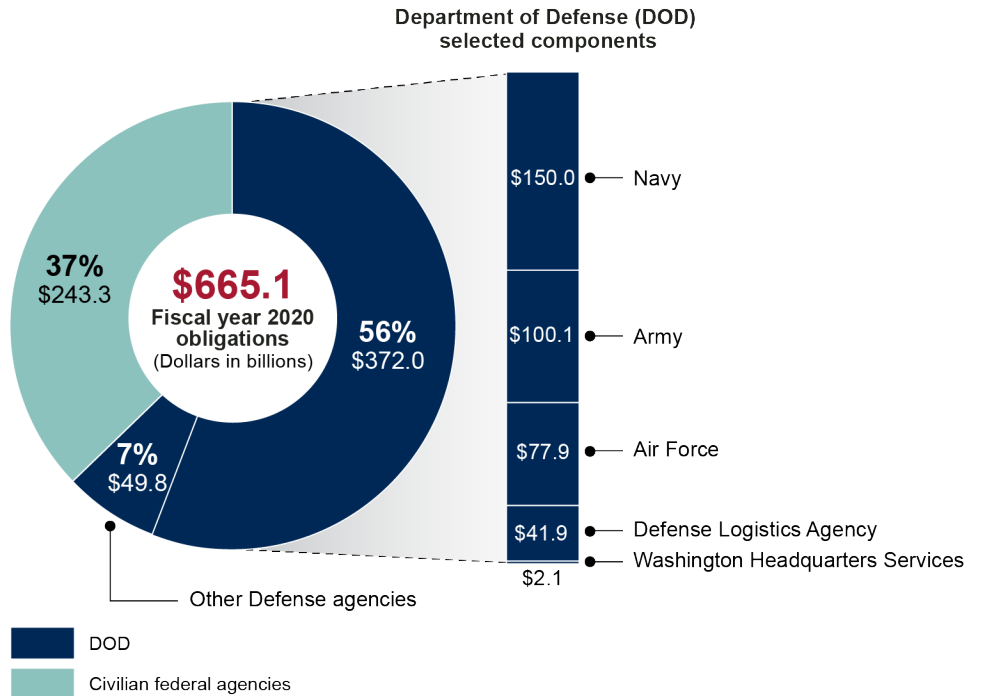 Department of Defense (DOD)
selected components
$150.0
Navy
37%
$243.3
$665.1
Fiscal year 2020
obligations
(Dollars in billions)
56%
$372.0
$100.1
Army
7%
$49.8
$77.9
Air Force
$41.9
Defense Logistics Agency
Washington Headquarters Services
$2.1
Other Defense agencies
DOD
Civilian federal agencies